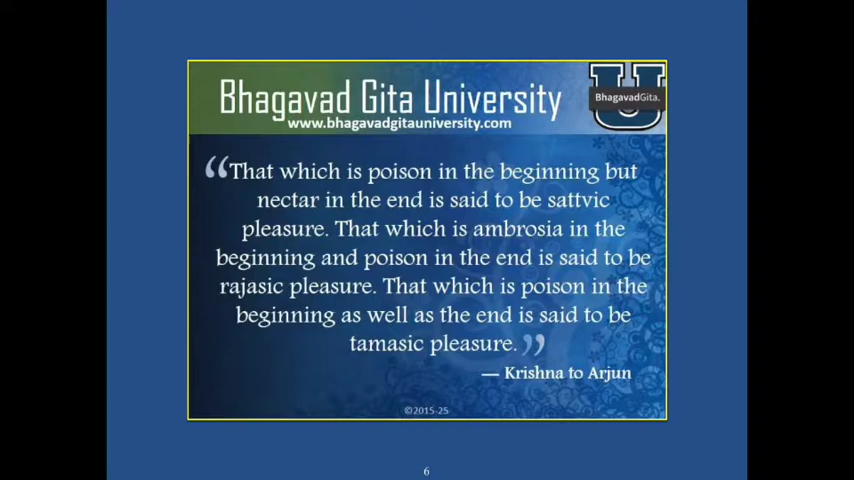 Bhagavad Gita University
www.bhagavadgitauniversity.com
BhagavadGita.
“That which is poison in the beginning but
nectar in the end is said to be sattvic
pleasure. That which is ambrosia in the
beginning and poison in the end is said to be
rajasic pleasure. That which is poison in the
beginning as well as the end is said to be
tamasic pleasure.”
— Krishna to Arjun
©2015-25
6